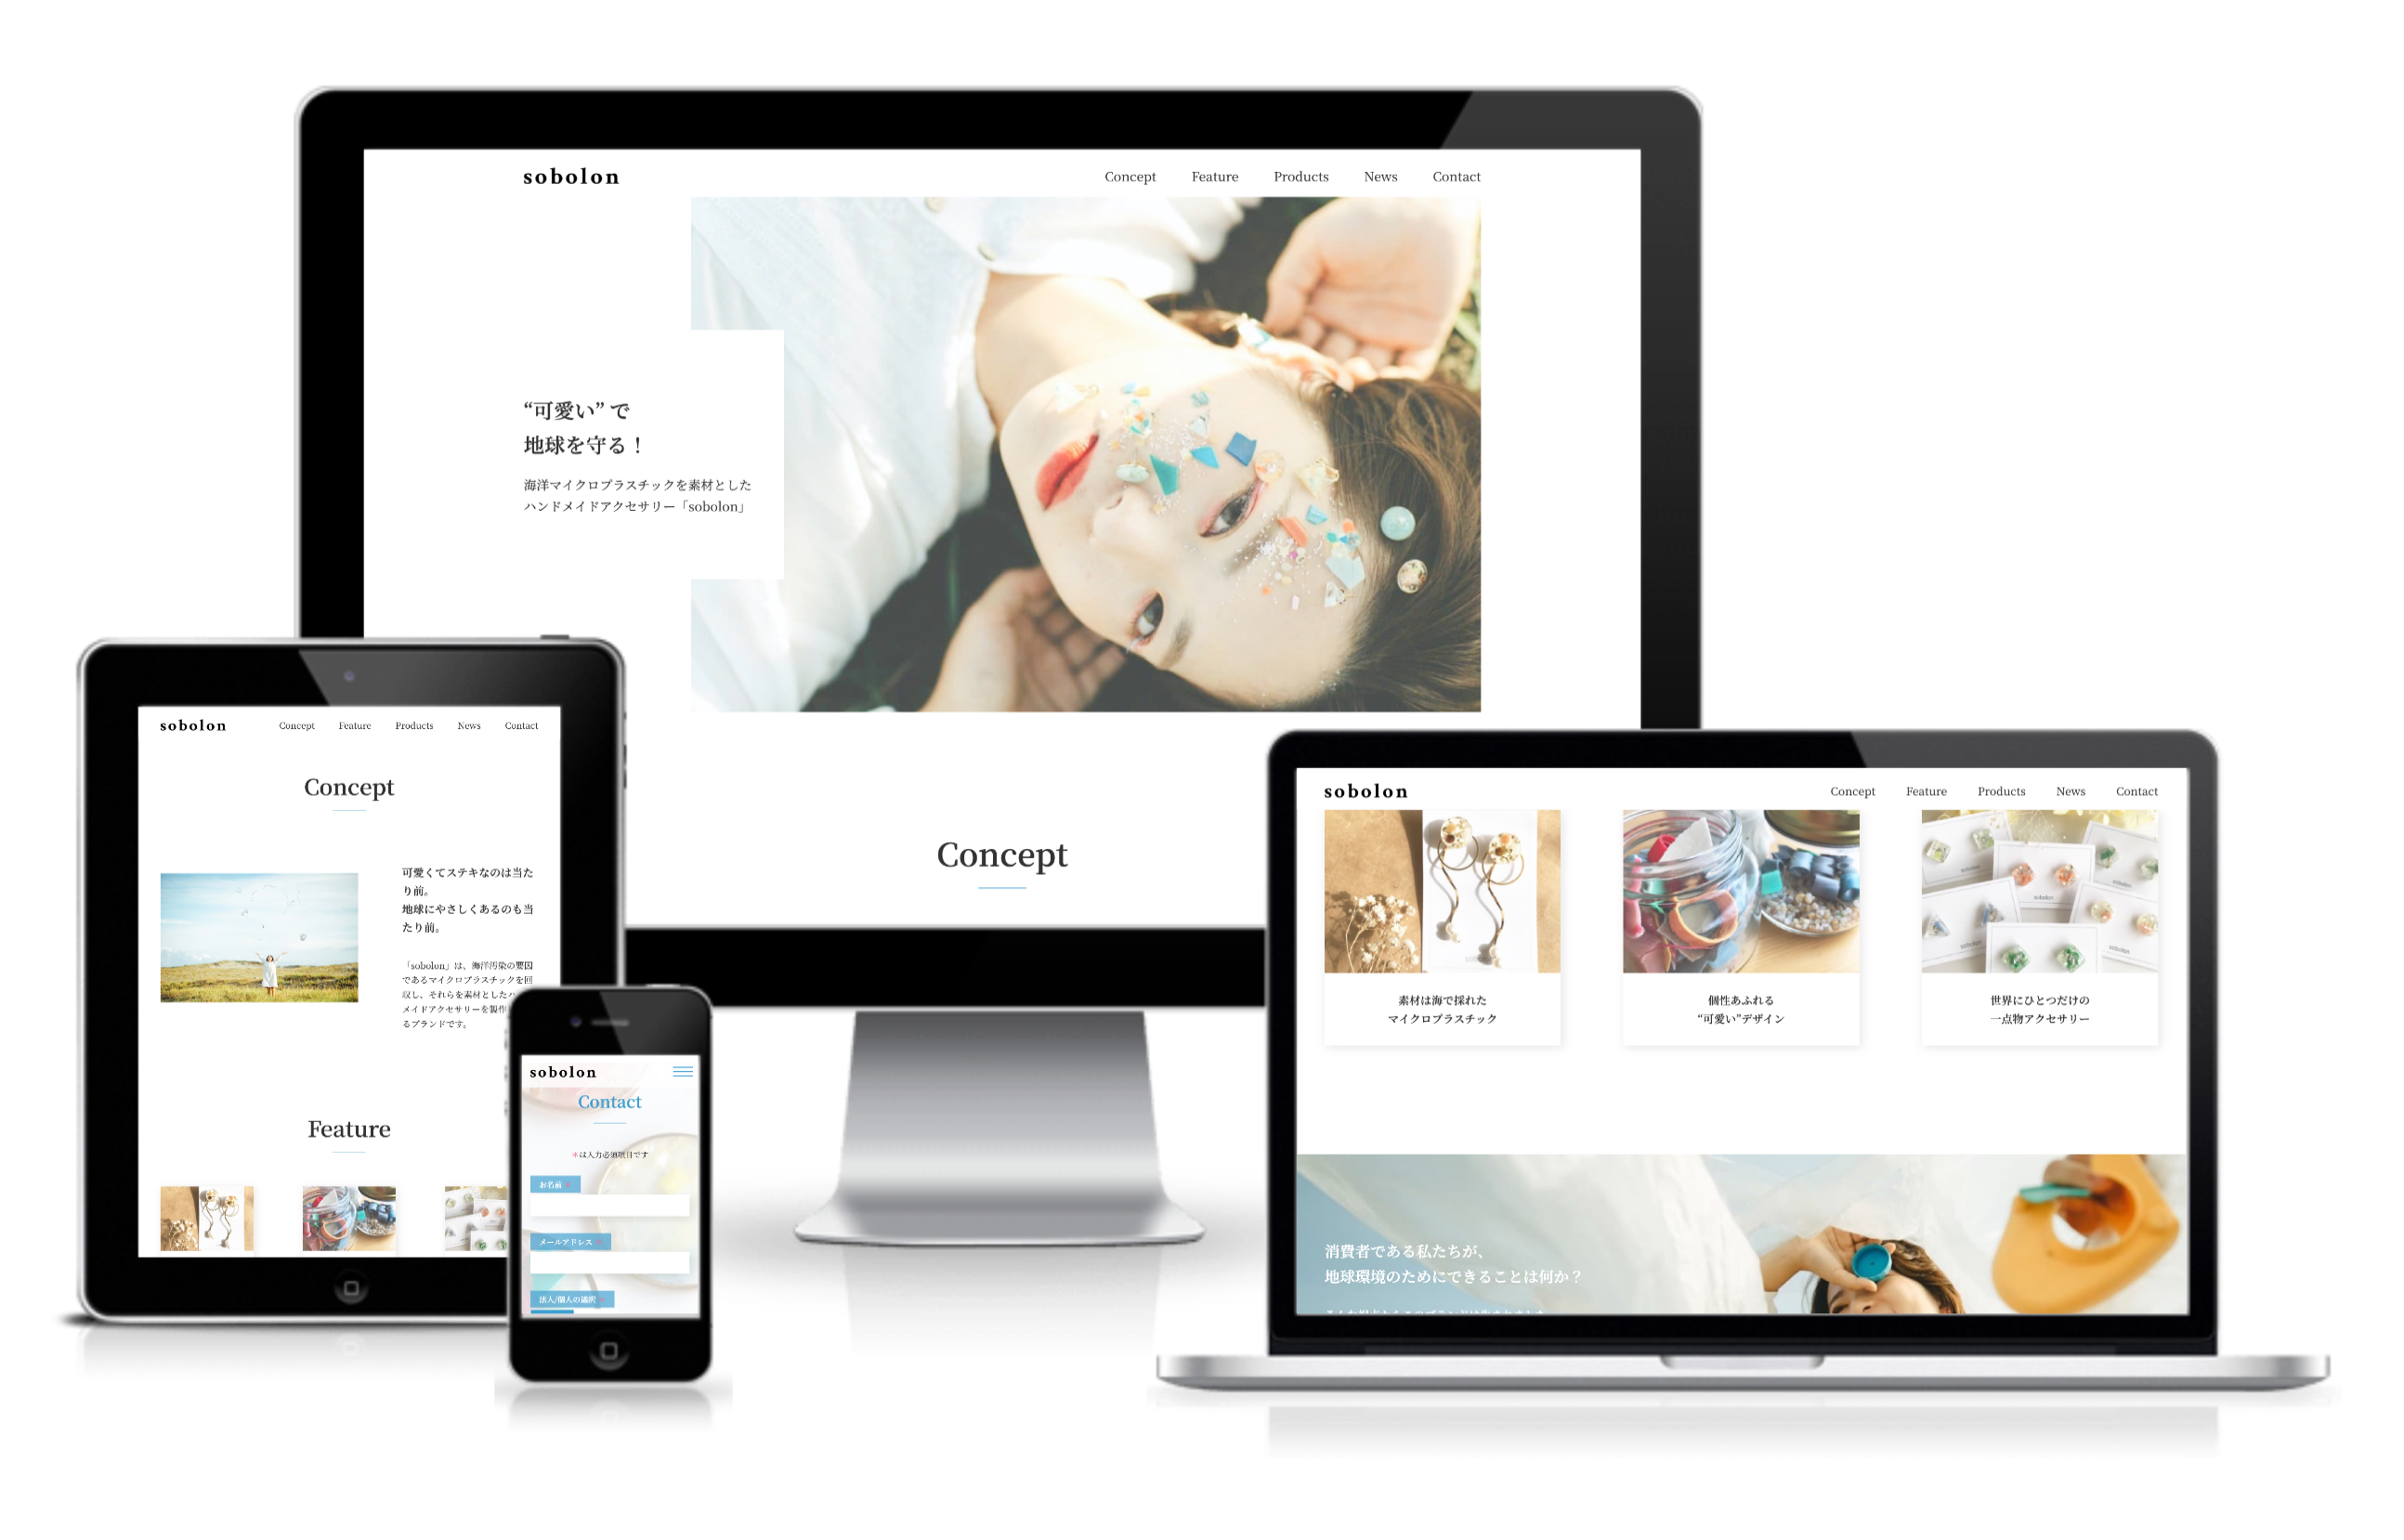 sobolon
Concept Feature Products News Contact
“可愛い” で
地球を守る！
海洋マイクロプラスチックを素材とした
ハンドメイドアクセサリー「sobolon」
Concept
sobolon
Concept Feature Products News Contact
Concept
可愛くてステキなのは当た
り前。
地球にやさしくあるのも当
たり前。
「sobolon」は、海洋汚染の要因
であるマイクロプラスチックを回
収し、それらを素材としたハ
メイドアクセサリーを製作
るブランドです。
Feature
sobolon
Contact
＊は入力必須項目です
お名前 ＊
メールアドレス ＊
法人/個人の選択
sobolon
Concept Feature Products News Contact
素材は海で採れた
マイクロプラスチック
個性あふれる
“可愛い”デザイン
sobolon
sobolon
sobolon
世界にひとつだけの
一点物アクセサリー
消費者である私たちが、
地球環境のためにできることは何か？